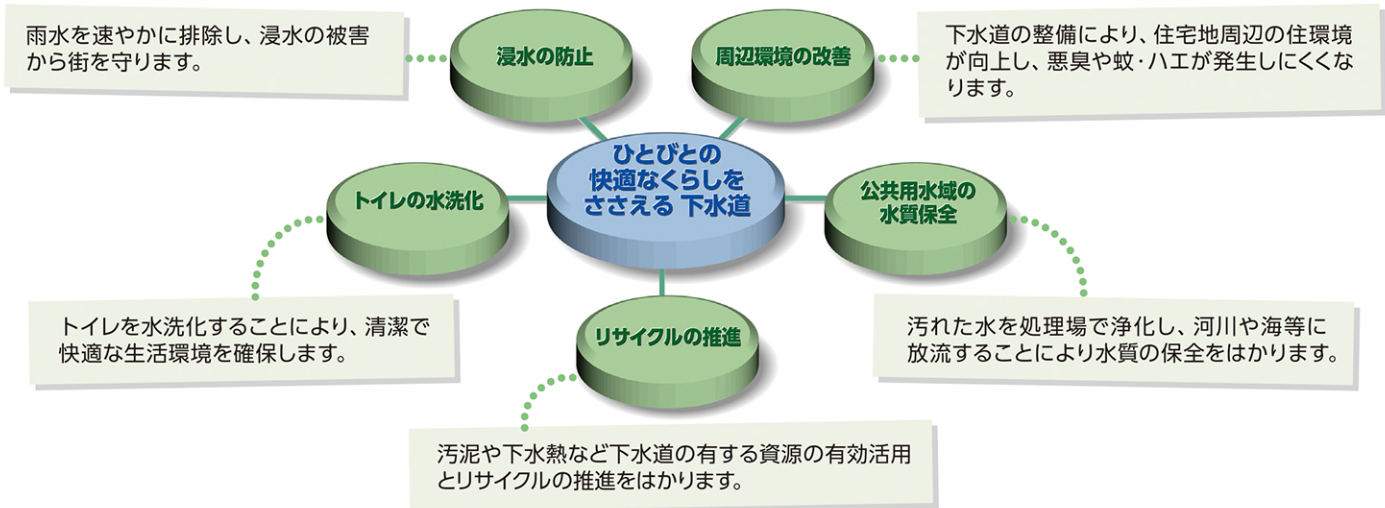 雨水を速やかに排除し、浸水の被害
から街を守ります。
浸水の防止
周辺環境の改善
下水道の整備により、住宅地周辺の住環境
が向上し、悪臭や蚊・ハエが発生しにくくな
ります。
ひとびとの
快適なくらしを
ささえる 下水道
トイレの水洗化
公共用水域の
水質保全
トイレを水洗化することにより、清潔で
快適な生活環境を確保します。
リサイクルの推進
汚れた水を処理場で浄化し、河川や海等に
放流することにより水質の保全をはかります。
汚泥や下水熱など下水道の有する資源の有効活用
とリサイクルの推進をはかります。